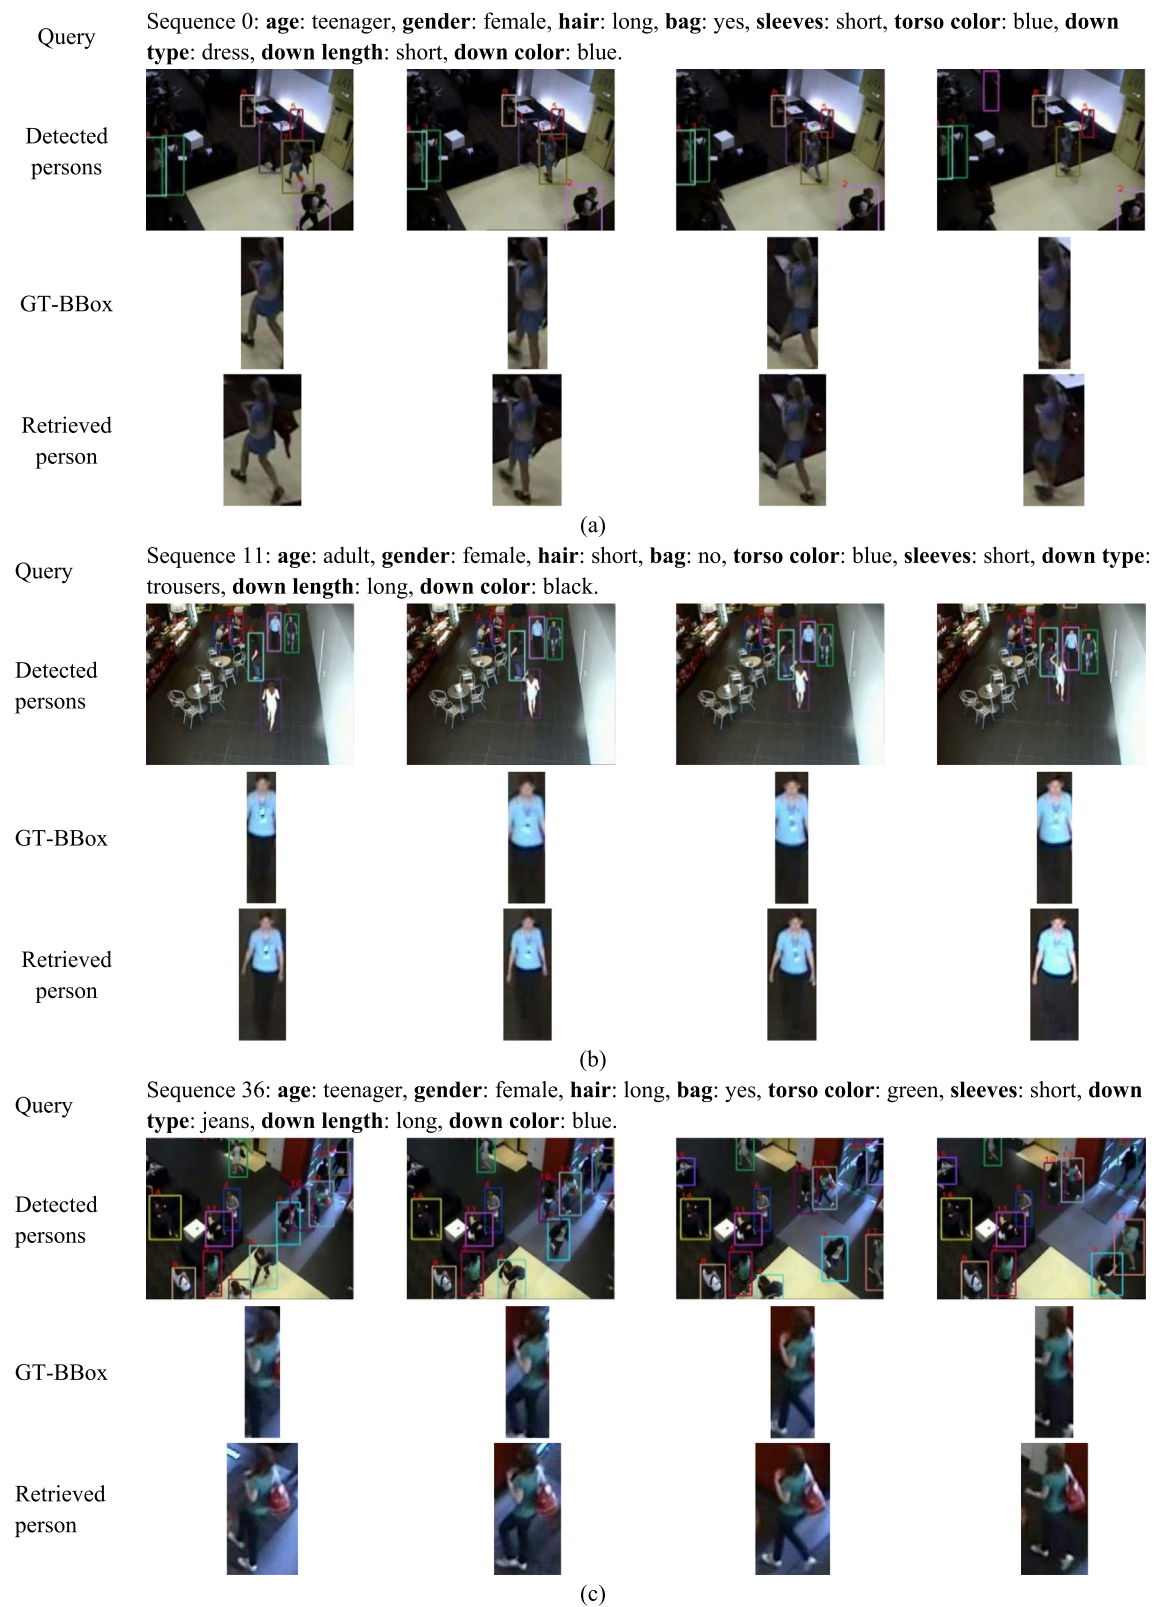 Query
Sequence 0: age: teenager, gender: female, hair: long, bag: yes, sleeves: short, torso color: blue, down
type: dress, down length: short, down color: blue.
Detected
persons
GT-BBox
Retrieved
person
(a)
Query
Sequence 11: age: adult, gender: female, hair: short, bag: no, torso color: blue, sleeves: short, down type:
trousers, down length: long, down color: black.
Detected
persons
GT-BBox
Retrieved
person
(b)
Query
Sequence 36: age: teenager, gender: female, hair: long, bag: yes, torso color: green, sleeves: short, down
type: jeans, down length: long, down color: blue.
Detected
persons
GT-BBox
Retrieved
person
(c)